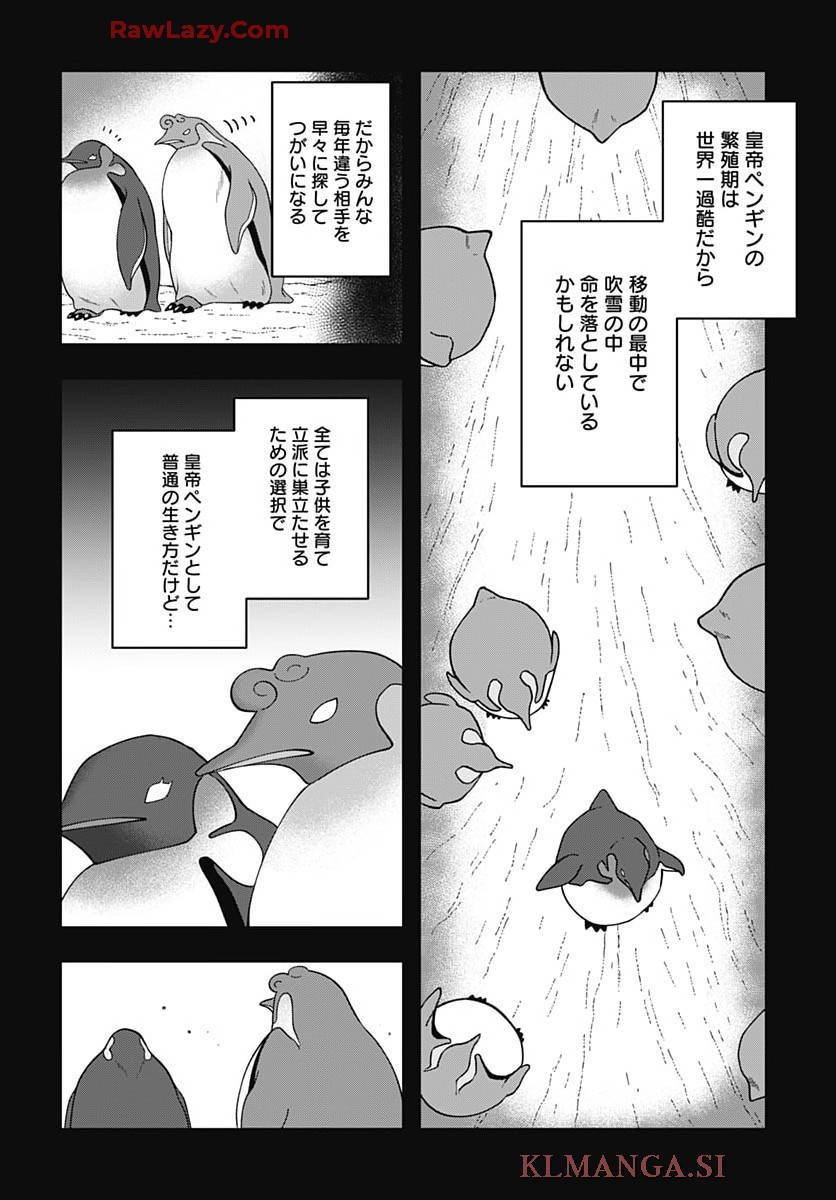 RawLazy.Com
皇帝ペンギンの
繁殖期は
世界一過酷だから
移動の最中で
吹雪の中
命を落としている
かもしれない
だからみんな
毎年違う相手を
早々に探して
つがいになる
全ては子供を育て
立派に巣立たせる
ための選択で
皇帝ペンギンとして
普通の生き方だけど…
KLMANGA.SI